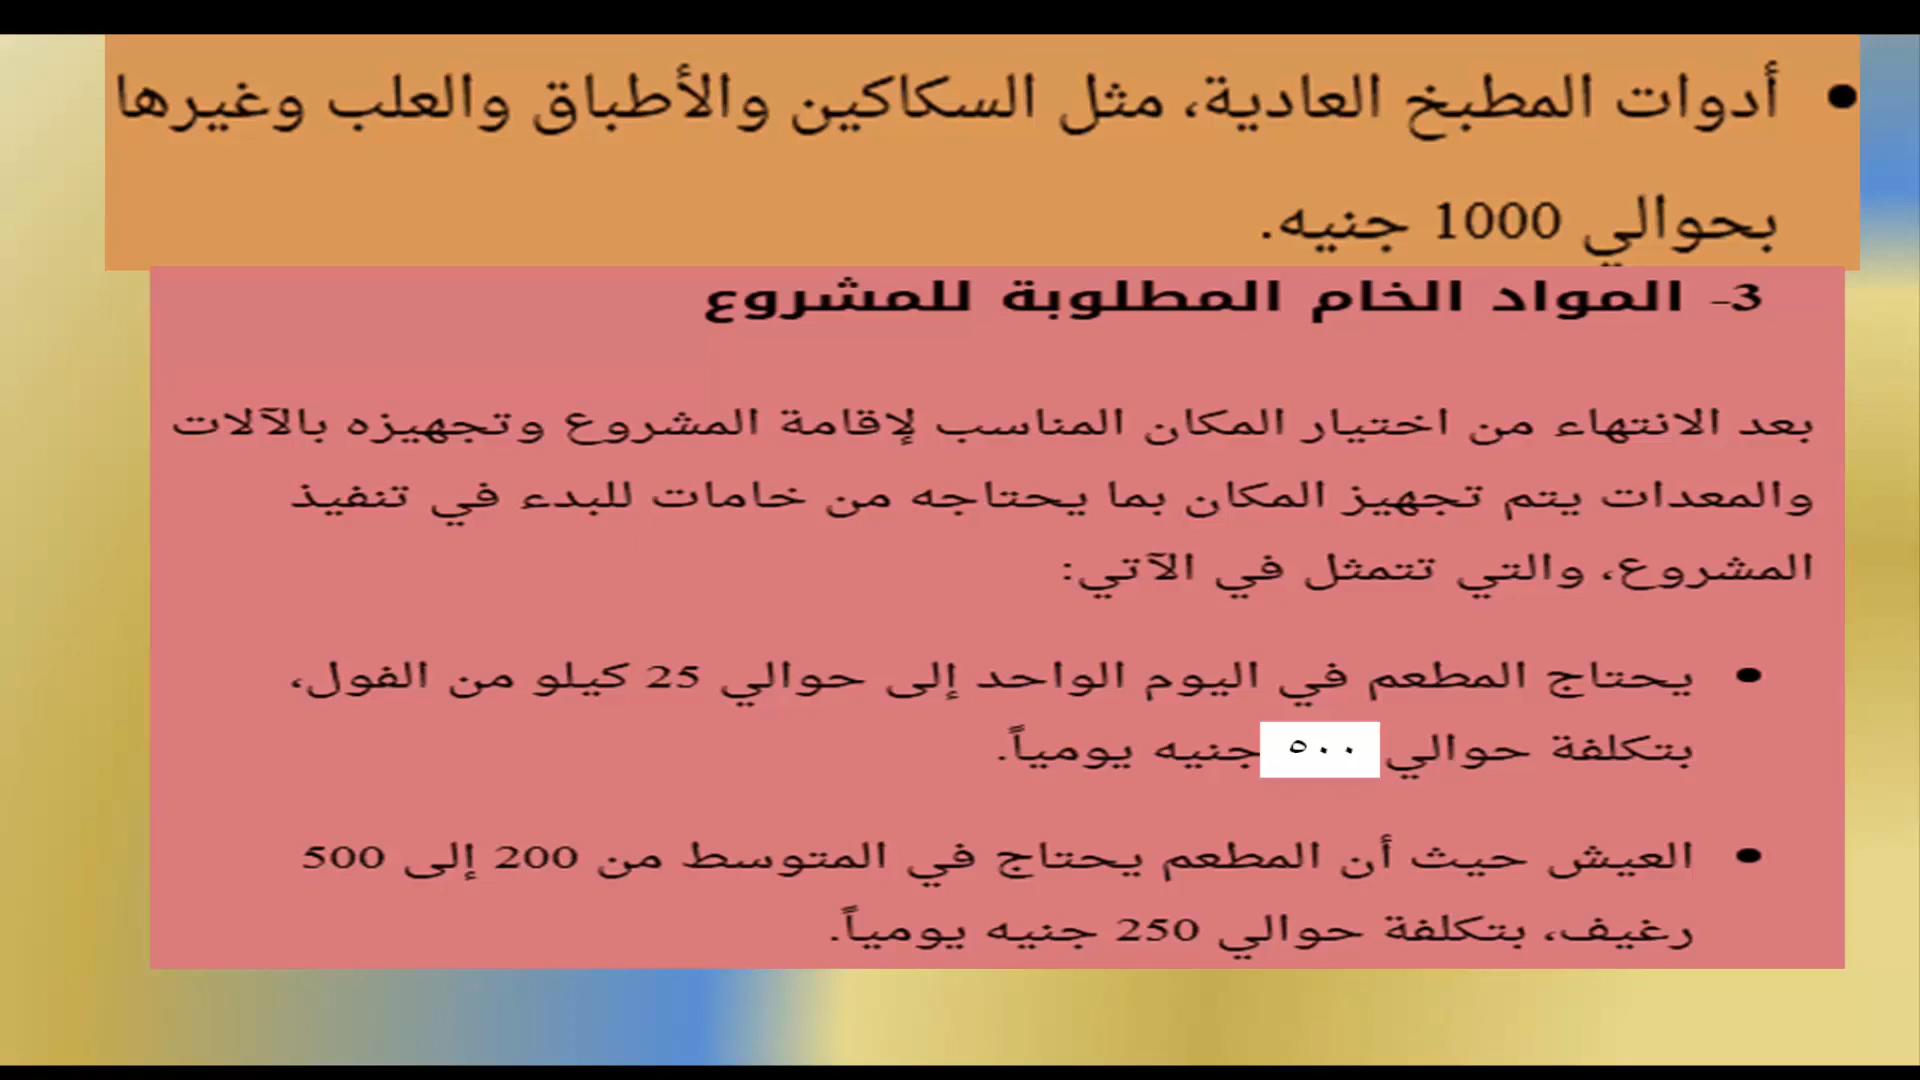 • أدوات المطبخ العادية، مثل السكاكين والأطباق والعلب وغيرها
بحوالي 1000 جنيه.
3- المواد الخام المطلوبة للمشروع
بعد الانتهاء من اختيار المكان المناسب لإقامة المشروع وتجهيزه بالآلات
والمعدات يتم تجهيز المكان بما يحتاجه من خامات للبدء في تنفيذ
المشروع، والتي تتمثل في الآتي:
• يحتاج المطعم في اليوم الواحد إلى حوالي 25 كيلو من الفول،
بتكلفة حوالي ٥٠٠ جنيه يومياً.
• العيش حيث أن المطعم يحتاج في المتوسط من 200 إلى 500
رغيف، بتكلفة حوالي 250 جنيه يومياً.